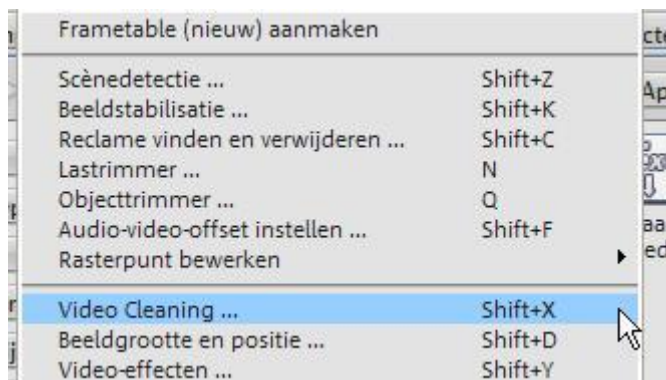 Frametable (nieuw) aanmaken
Scènedetectie ... Shift+Z
Beeldstabilisatie ... Shift+K
Reclame vinden en verwijderen ... Shift+C
Lastrimmer ... N
Objecttrimmer ... Q
Audio-video-offset instellen ... Shift+F
Rasterpunt bewerken
Video Cleaning ... Shift+X
Beeldgrootte en positie ... Shift+D
Video-effecten ... Shift+Y